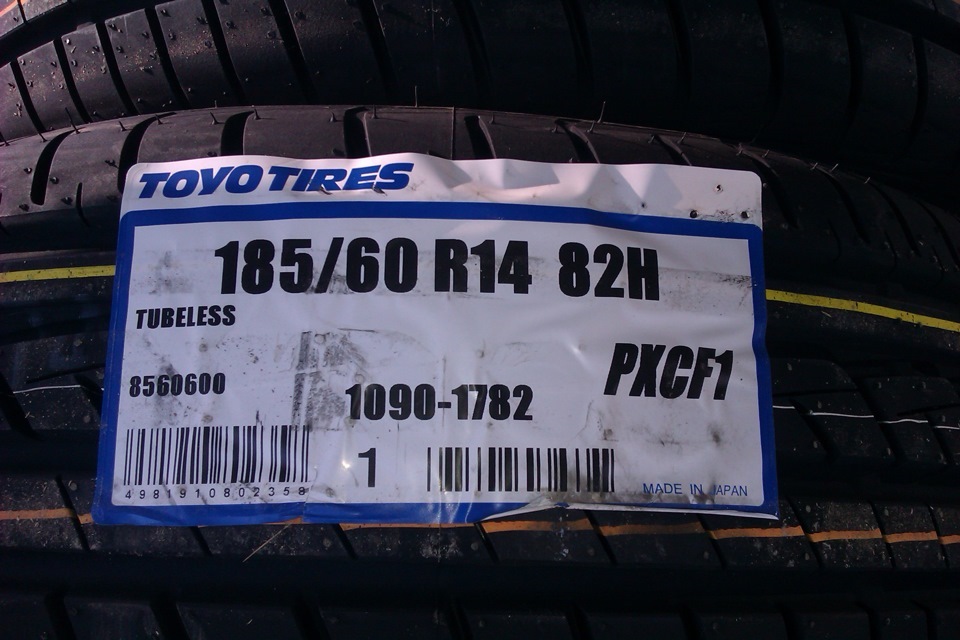 TOYO TIRES
185/60 R14 82H
TUBELESS
PXCF1
8560600
1090-1782
1
4981910802358
MADE IN JAPAN